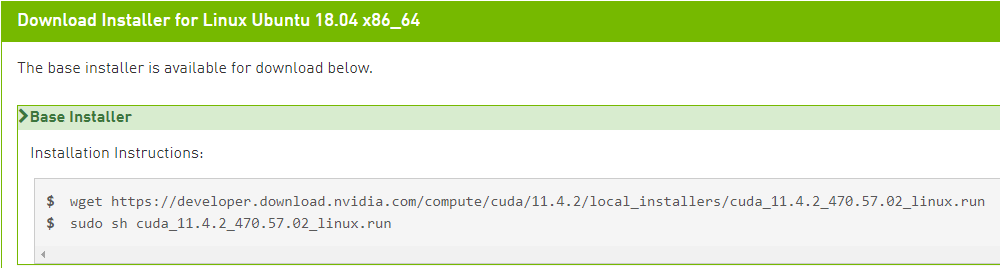 Download Installer for Linux Ubuntu 18.04 x86_64
The base installer is available for download below.
Base Installer
Installation Instructions:
$ wget https://developer.download.nvidia.com/compute/cuda/11.4.2/local_installers/cuda_11.4.2_470.57.02_linux.run
$ sudo sh cuda_11.4.2_470.57.02_linux.run